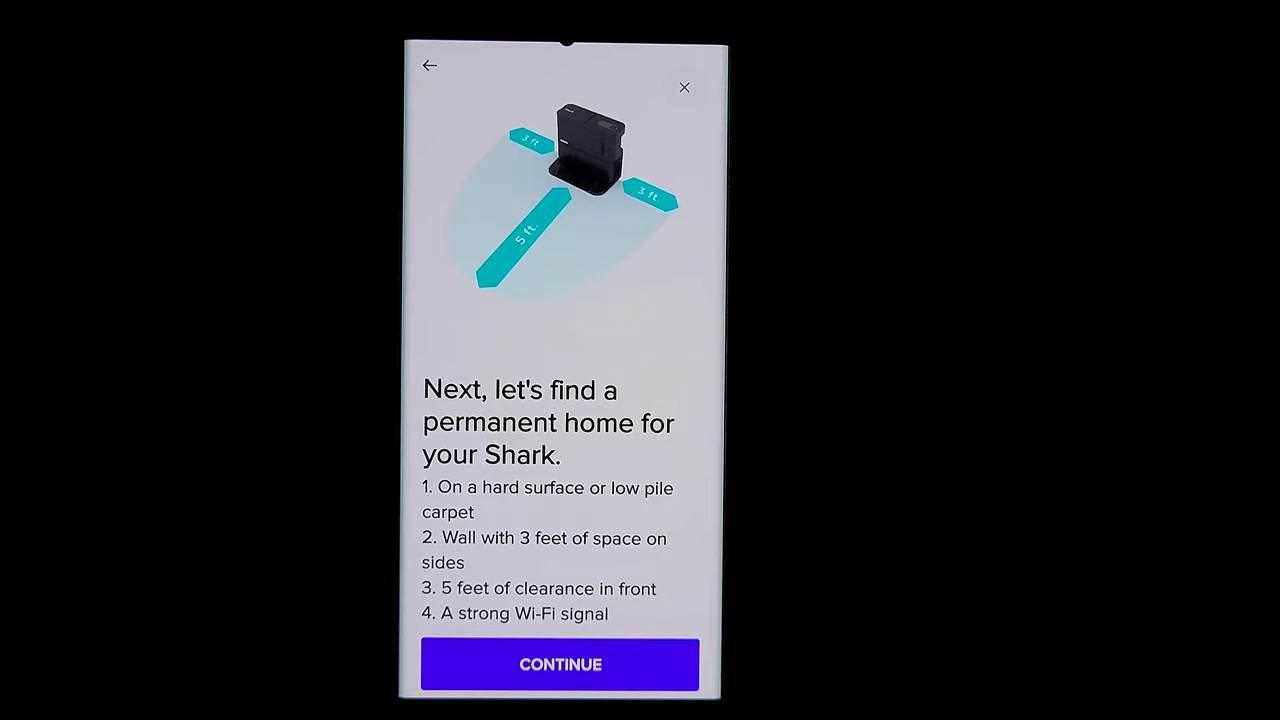 3 ft
3 ft.
5 ft.
Next, let's find a
permanent home for
your Shark.
1. On a hard surface or low pile
carpet
2. Wall with 3 feet of space on
sides
3. 5 feet of clearance in front
4. A strong Wi-Fi signal
CONTINUE